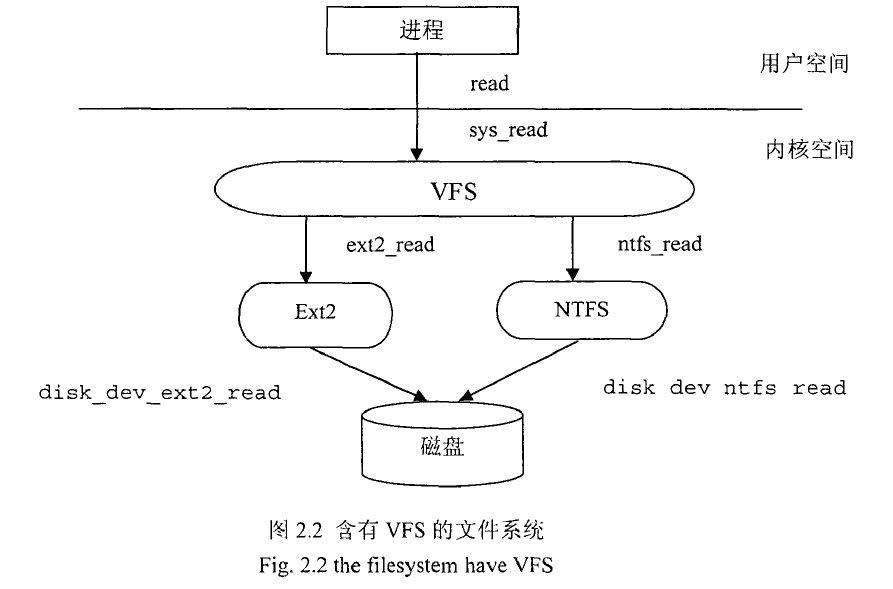 进程
用户空间
read
sys_read
内核空间
VFS
ext2_read
ntfs_read
Ext2
NTFS
disk_dev_ext2_read
disk dev ntfs read
磁盘
图 2.2 含有 VFS 的文件系统
Fig. 2.2 the filesystem have VFS